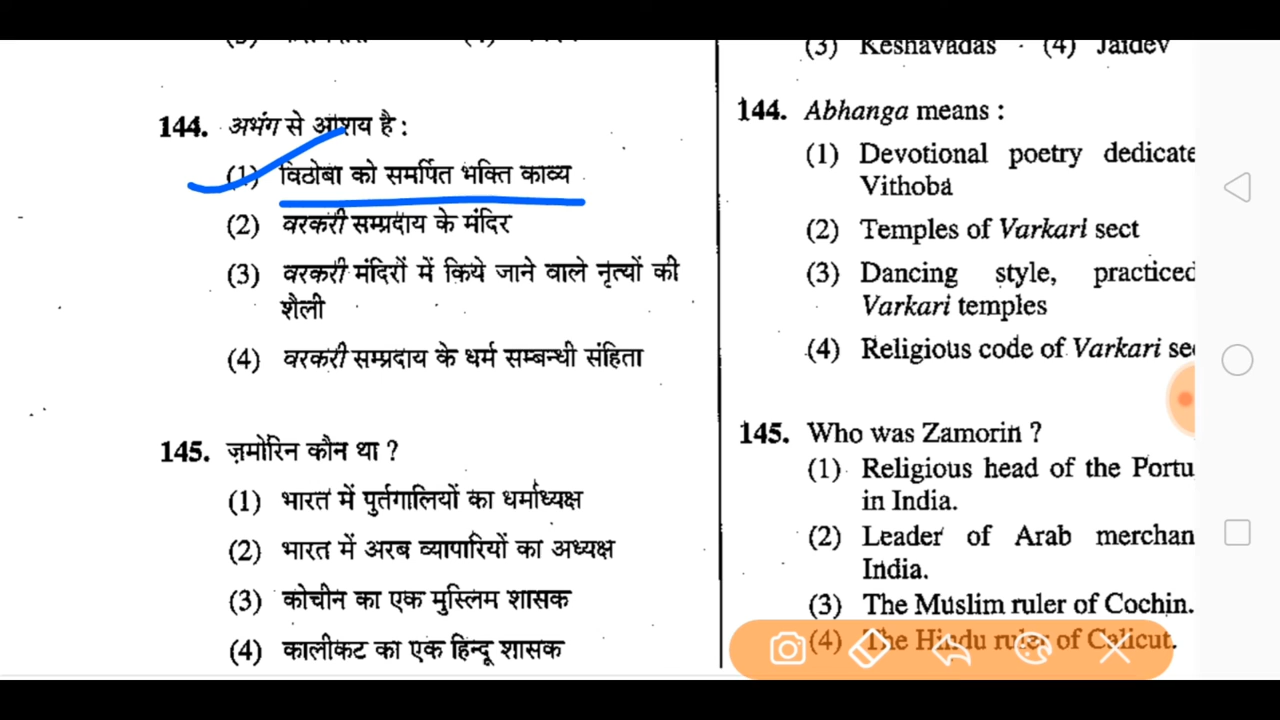 (3) Keshavadas (4) Jaidev
144. अभंग से आशय है :
(1) विठोबा को समर्पित भक्ति काव्य
(2) वरकरी सम्प्रदाय के मंदिर
(3) वरकरी मंदिरों में किये जाने वाले नृत्यों की
शैली
(4) वरकरी सम्प्रदाय के धर्म सम्बन्धी संहिता
145. ज़मोरिन कौन था ?
(1) भारत में पुर्तगालियों का धर्माध्यक्ष
(2) भारत में अरब व्यापारियों का अध्यक्ष
(3) कोचीन का एक मुस्लिम शासक
(4) कालीकट का एक हिन्दू शासक
144. Abhanga means :
(1) Devotional poetry dedicate
Vithoba
(2) Temples of Varkari sect
(3) Dancing style, practiced
Varkari temples
(4) Religious code of Varkari se
145. Who was Zamorin ?
(1) Religious head of the Portu
in India.
(2) Leader of Arab merchan
India.
(3) The Muslim ruler of Cochin.
(4) The Hindu ruler of Calicut.